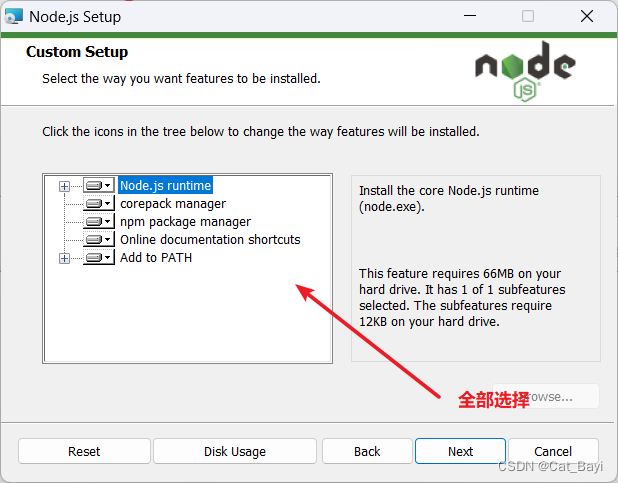 Node.js Setup
Custom Setup
Select the way you want features to be installed.
node
JS
Click the icons in the tree below to change the way features will be installed.
Node.js runtime
corepack manager
npm package manager
Online documentation shortcuts
Add to PATH
Install the core Node.js runtime
(node.exe).
This feature requires 66MB on your
hard drive. It has 1 of 1 subfeatures
selected. The subfeatures require
12KB on your hard drive.
全部选择
Reset
Disk Usage
Back
Next
Cancel
CSDN @Cat_Bayi